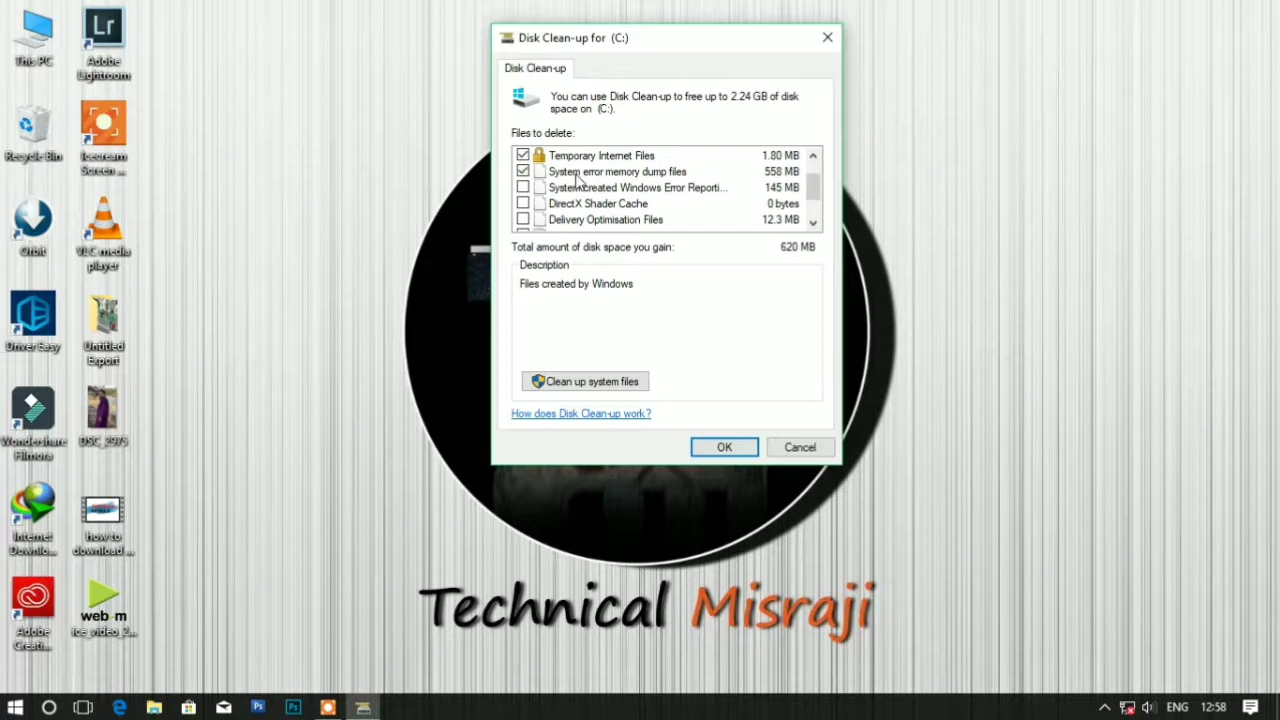 This PC
Adobe
Lightroom
Recycle Bin
Icecream
Screen ...
Orbit
VLC media
player
Driver Easy
Untitled
Export
Wondershare
Filmora
DSC_2975
Internet
Downlo...
how to
download ...
Adobe
Creati...
web m
ice_video_2...
Lr
Disk Clean-up for (C:)
Disk Clean-up
You can use Disk Clean-up to free up to 2.24 GB of disk
space on (C:).
Files to delete:
Temporary Internet Files 1.80 MB
System error memory dump files 558 MB
System created Windows Error Reporti... 145 MB
DirectX Shader Cache 0 bytes
Delivery Optimisation Files 12.3 MB
Total amount of disk space you gain: 620 MB
Description
Files created by Windows
Clean up system files
How does Disk Clean-up work?
OK Cancel
Technical Misraji
Ps Ps ENG 12:58